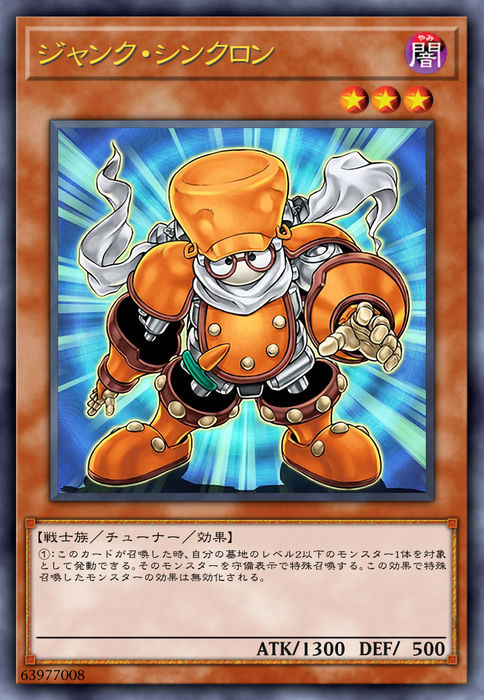 ジャンク・シンクロン
やみ
闇
【戦士族／チューナー／効果】
①:このカードが召喚した時、自分の墓地のレベル2以下のモンスター1体を対象
として発動できる。そのモンスターを守備表示で特殊召喚する。この効果で特殊
召喚したモンスターの効果は無効化される。
ATK/1300 DEF/ 500
63977008